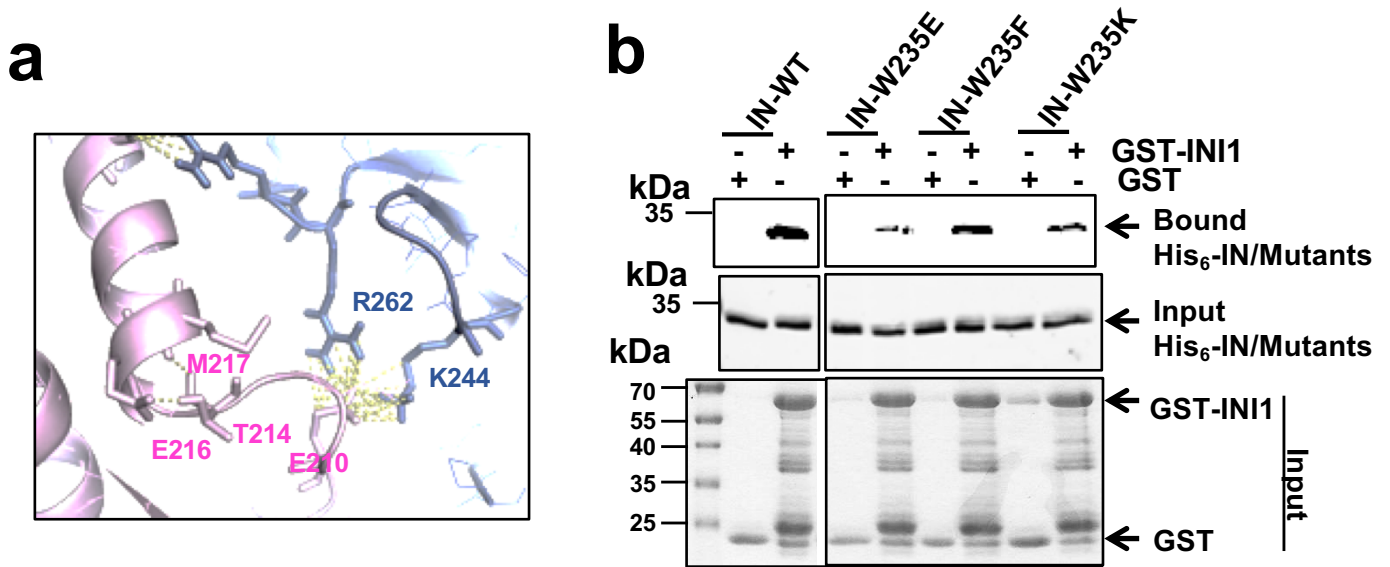 a
R262
M217
K244
E216
T214
E210
b
IN-WT
IN-W235E
IN-W235F
IN-W235K
- + - + - + - + GST-INI1
+ - + - + - + - GST
kDa
35
Bound
His₆-IN/Mutants
kDa
35
Input
His₆-IN/Mutants
kDa
70
55
40
35
25
GST-INI1
GST
Input